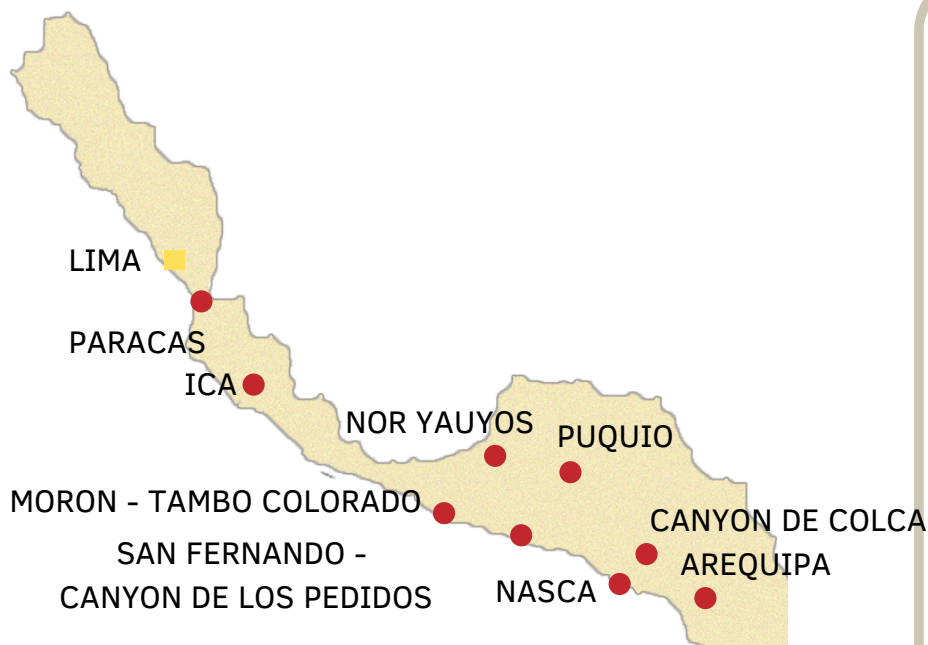 LIMA
PARACAS
ICA
NOR YAUYOS
PUQUIO
MORON - TAMBO COLORADO
CANYON DE COLCA
SAN FERNANDO -
CANYON DE LOS PEDIDOS
AREQUIPA
NASCA